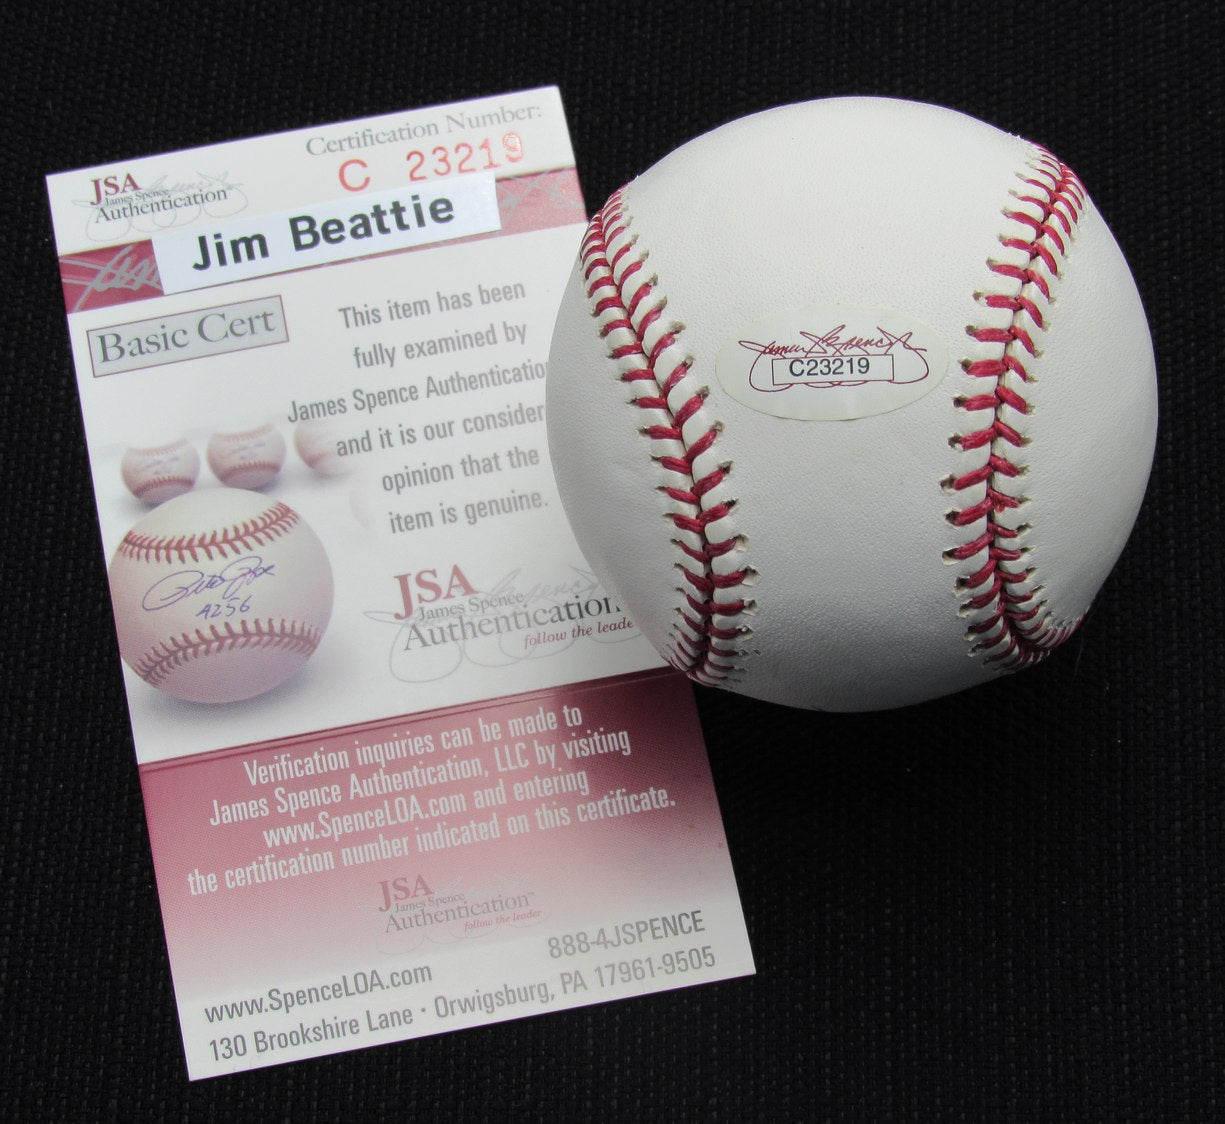 Certification Number:
C 23219
JSA
James Spence
Authentication
Jim Beattie
Basic Cert
This item has been
fully examined by
James Spence Authentication
and it is our consider
opinion that the
item is genuine.
4256
JSA
James Spence
Authentication
follow the leade
Verification inquiries can be made to
James Spence Authentication, LLC by visiting
www.SpenceLOA.com and entering
the certification number indicated on this certificate.
JSA
James Spence
Authentication™
follow the leader
888-4JSPENCE
www.SpenceLOA.com
130 Brookshire Lane · Orwigsburg, PA 17961-9505
James Spence
C23219